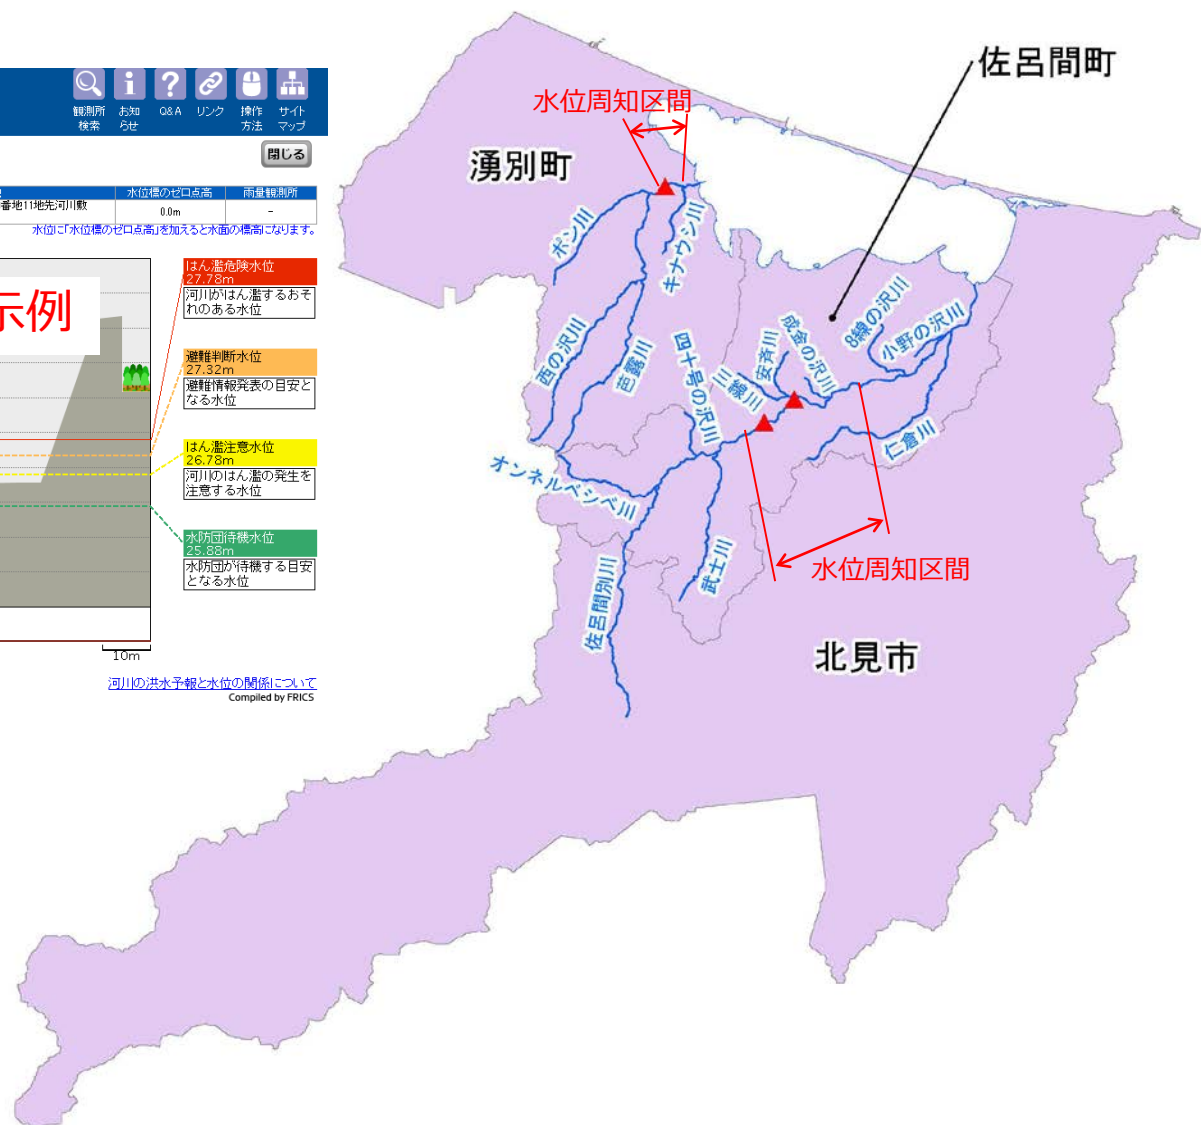 観測所
検索
お知
らせ
Q&A
リンク
操作
方法
サイト
マップ
閉じる
水位標のゼロ点高
雨量観測所
番地11地先河川敷
0.0m
-
水位に「水位標のゼロ点高」を加えると水面の標高になります。
示例
はん濫危険水位
27.78m
河川がはん濫するおそ
れのある水位
避難判断水位
27.32m
避難情報発表の目安と
なる水位
はん濫注意水位
26.78m
河川のはん濫の発生を
注意する水位
水防団待機水位
25.88m
水防団が待機する目安
となる水位
10m
河川の洪水予報と水位の関係について
Compiled by FRICS
佐呂間町
水位周知区間
湧別町
ポン川
キナウシ川
西の沢川
芭露川
四十号の沢川
川線川
安斉川
成金の沢川
8線の沢川
小野の沢川
仁倉川
オンネルベシベ川
武士川
佐呂間別川
水位周知区間
北見市